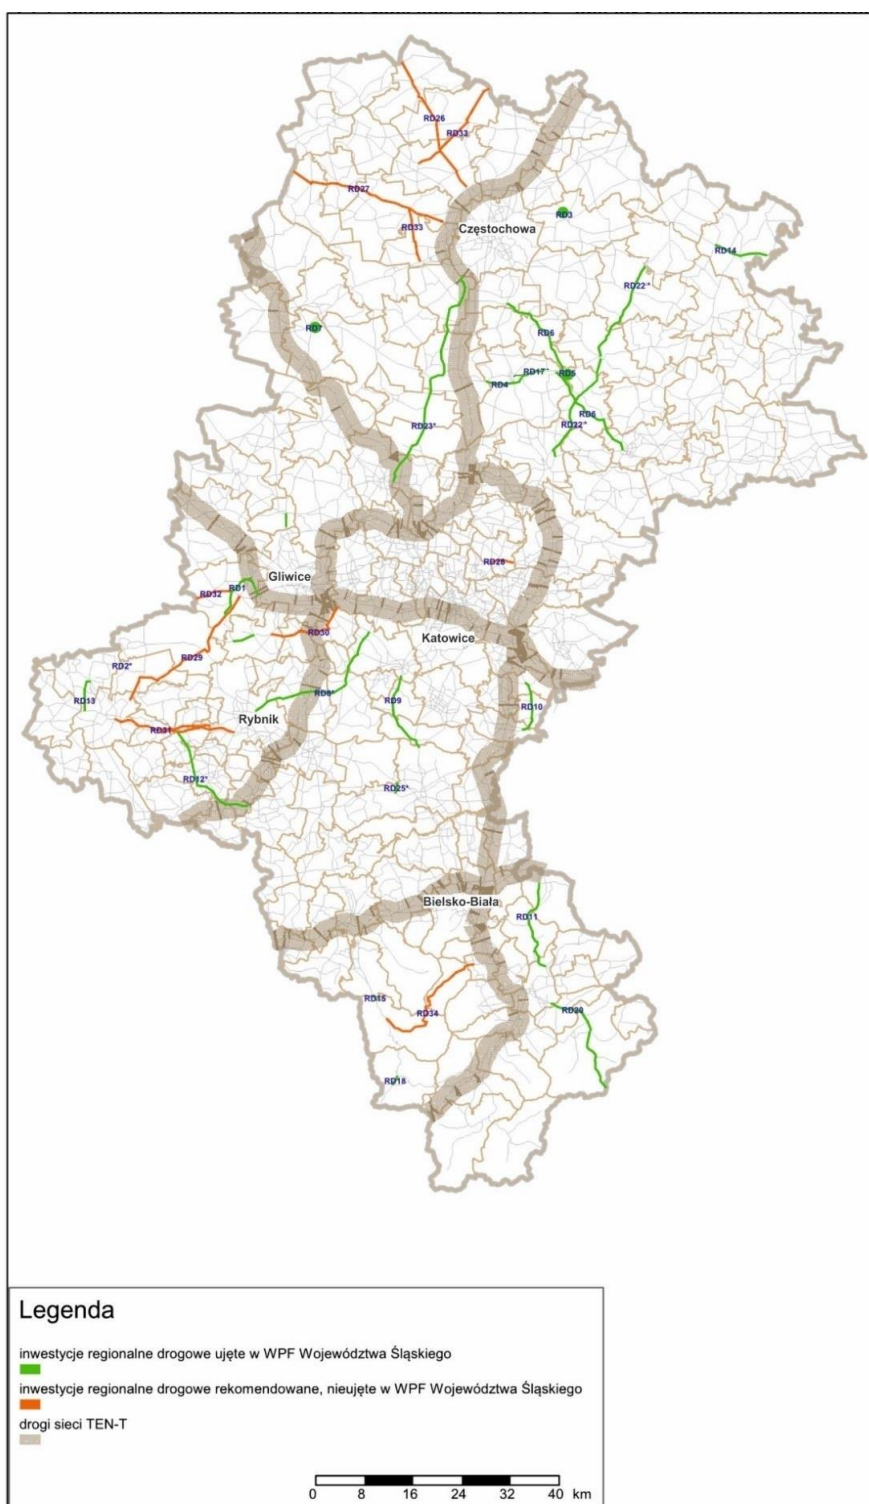 RD26
RD33
RD27
RD33
Częstochowa
RD3
RD14
RD22*
RD7
RD6
RD17*
RD5
RD4
RD6
RD22*
RD23*
RD28
Gliwice
RD1
RD32
RD30
Katowice
RD29
RD2*
RD13
RD8*
RD9
RD10
Rybnik
RD31
RD12*
RD25*
Bielsko-Biała
RD11
RD15
RD34
RD20
RD18
Legenda
inwestycje regionalne drogowe ujęte w WPF Województwa Śląskiego
inwestycje regionalne drogowe rekomendowane, nieujęte w WPF Województwa Śląskiego
drogi sieci TEN-T
0 8 16 24 32 40 km